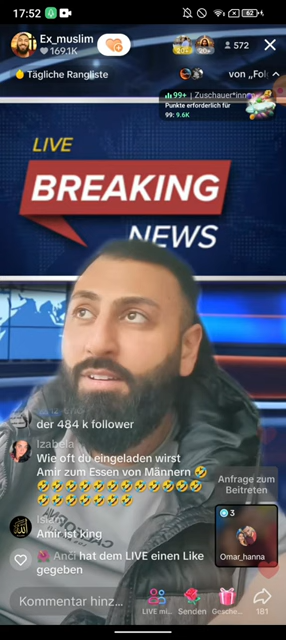 17:52
62
Ex_muslim
169.1K
20+
20+
572
Tägliche Rangliste
von „Fol
99+ | Zuschauer*innen
Punkte erforderlich für
99: 9.6K
LIVE
BREAKING
NEWS
der 484 k follower
Izabela
Wie oft du eingeladen wirst
Amir zum Essen von Männern 🤣
🤣🤣🤣🤣🤣🤣🤣🤣🤣🤣🤣🤣
🤣🤣🤣🤣🤣🤣🤣
Anfrage zum
Beitreten
Amir ist king
3
Omar_hanna
Anci hat dem LIVE einen Like
gegeben
Kommentar hinz...
LIVE mi...
Senden
Gesche...
181